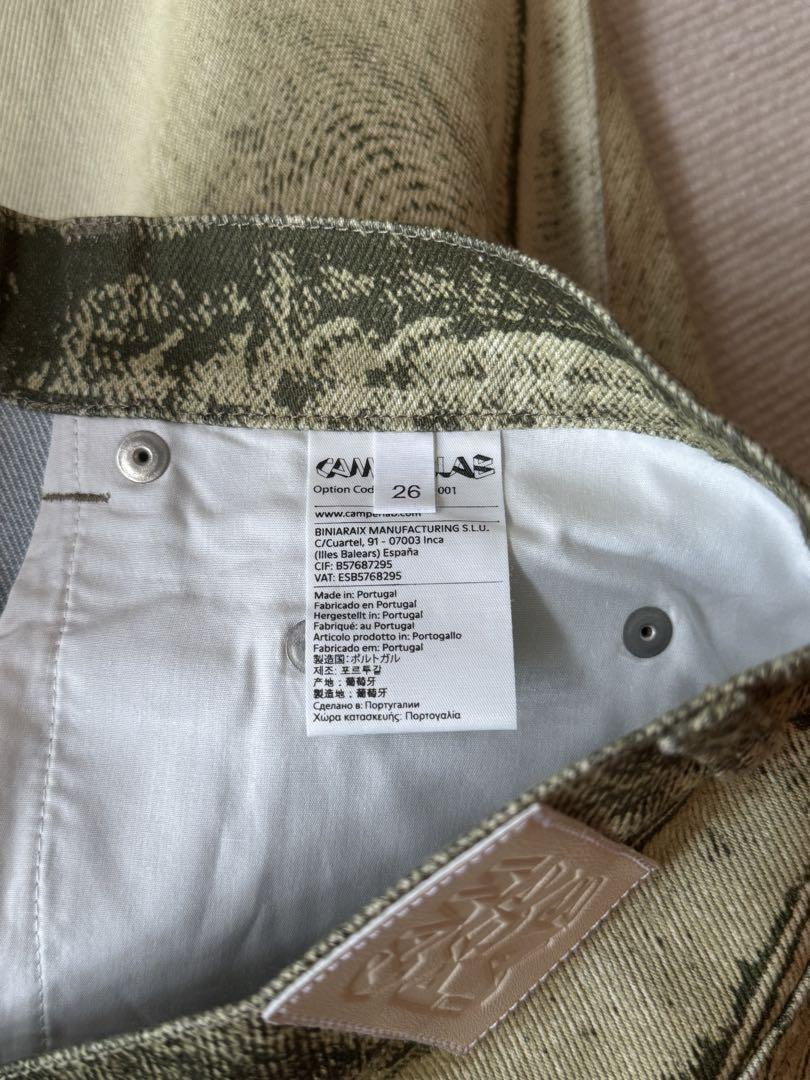 CAM LAB
Option Cod 001
26
www.camperlab.com
BINIARAIX MANUFACTURING S.L.U.
C/Cuartel, 91 - 07003 Inca
(Illes Balears) España
CIF: B57687295
VAT: ESB5768295
Made in: Portugal
Fabricado en Portugal
Hergestellt in: Portugal
Fabriqué: au Portugal
Articolo prodotto in: Portogallo
Fabricado em: Portugal
製造国：ポルトガル
제조: 포르투갈
产地：葡萄牙
製造地：葡萄牙
Сделано в: Португалии
Χώρα κατασκευής: Πορτογαλία